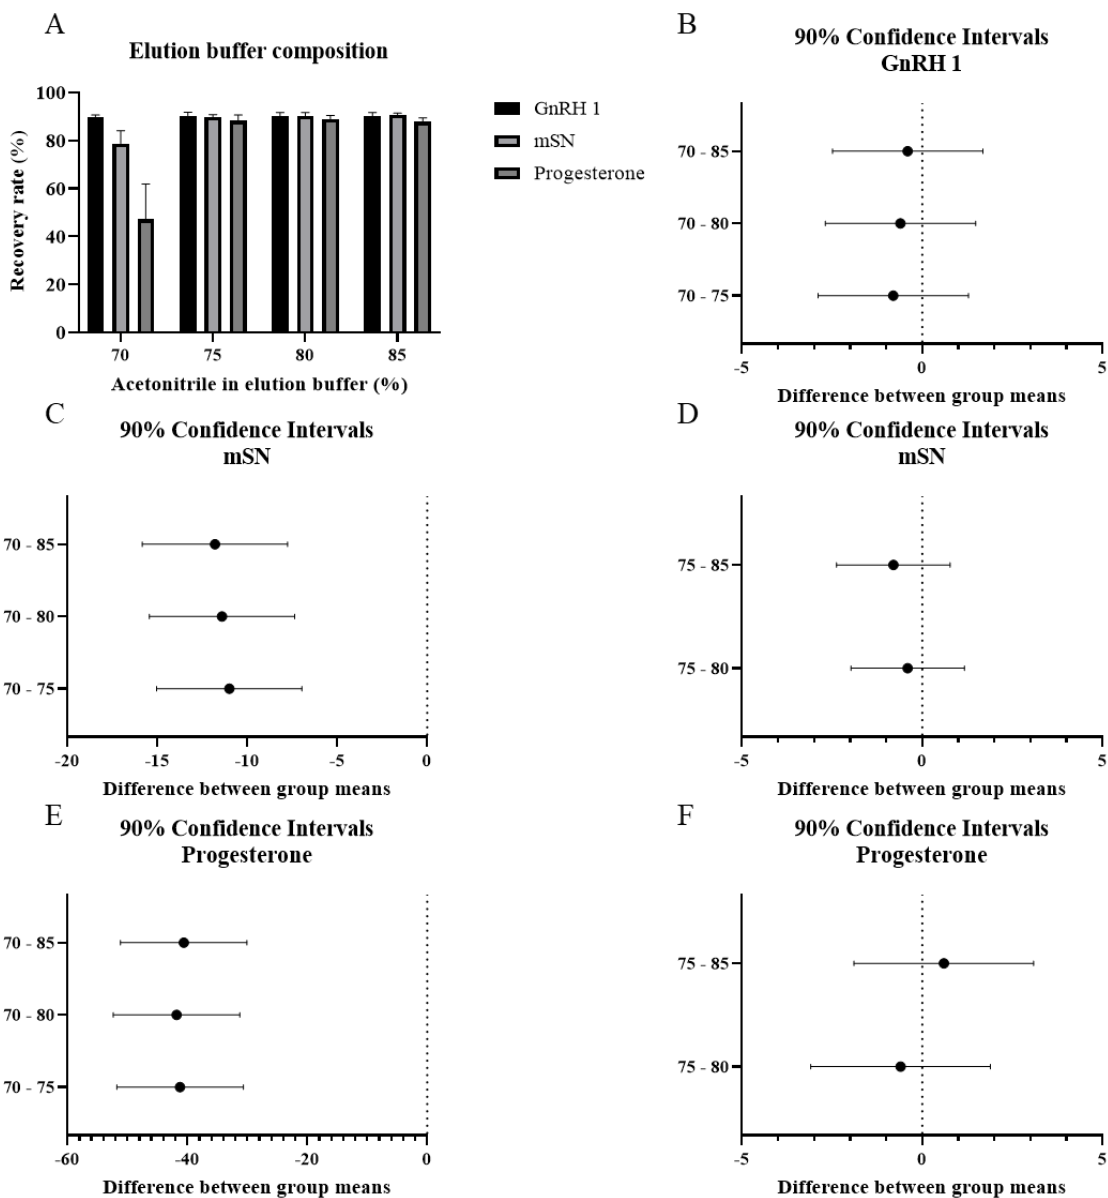 A
Elution buffer composition
100
80
60
40
20
0
Recovery rate (%)
70 75 80 85
Acetonitrile in elution buffer (%)
GnRH 1
mSN
Progesterone
B
90% Confidence Intervals
GnRH 1
70 - 85
70 - 80
70 - 75
-5 0 5
Difference between group means
C
90% Confidence Intervals
mSN
70 - 85
70 - 80
70 - 75
-20 -15 -10 -5 0
Difference between group means
D
90% Confidence Intervals
mSN
75 - 85
75 - 80
-5 0 5
Difference between group means
E
90% Confidence Intervals
Progesterone
70 - 85
70 - 80
70 - 75
-60 -40 -20 0
Difference between group means
F
90% Confidence Intervals
Progesterone
75 - 85
75 - 80
-5 0 5
Difference between group means